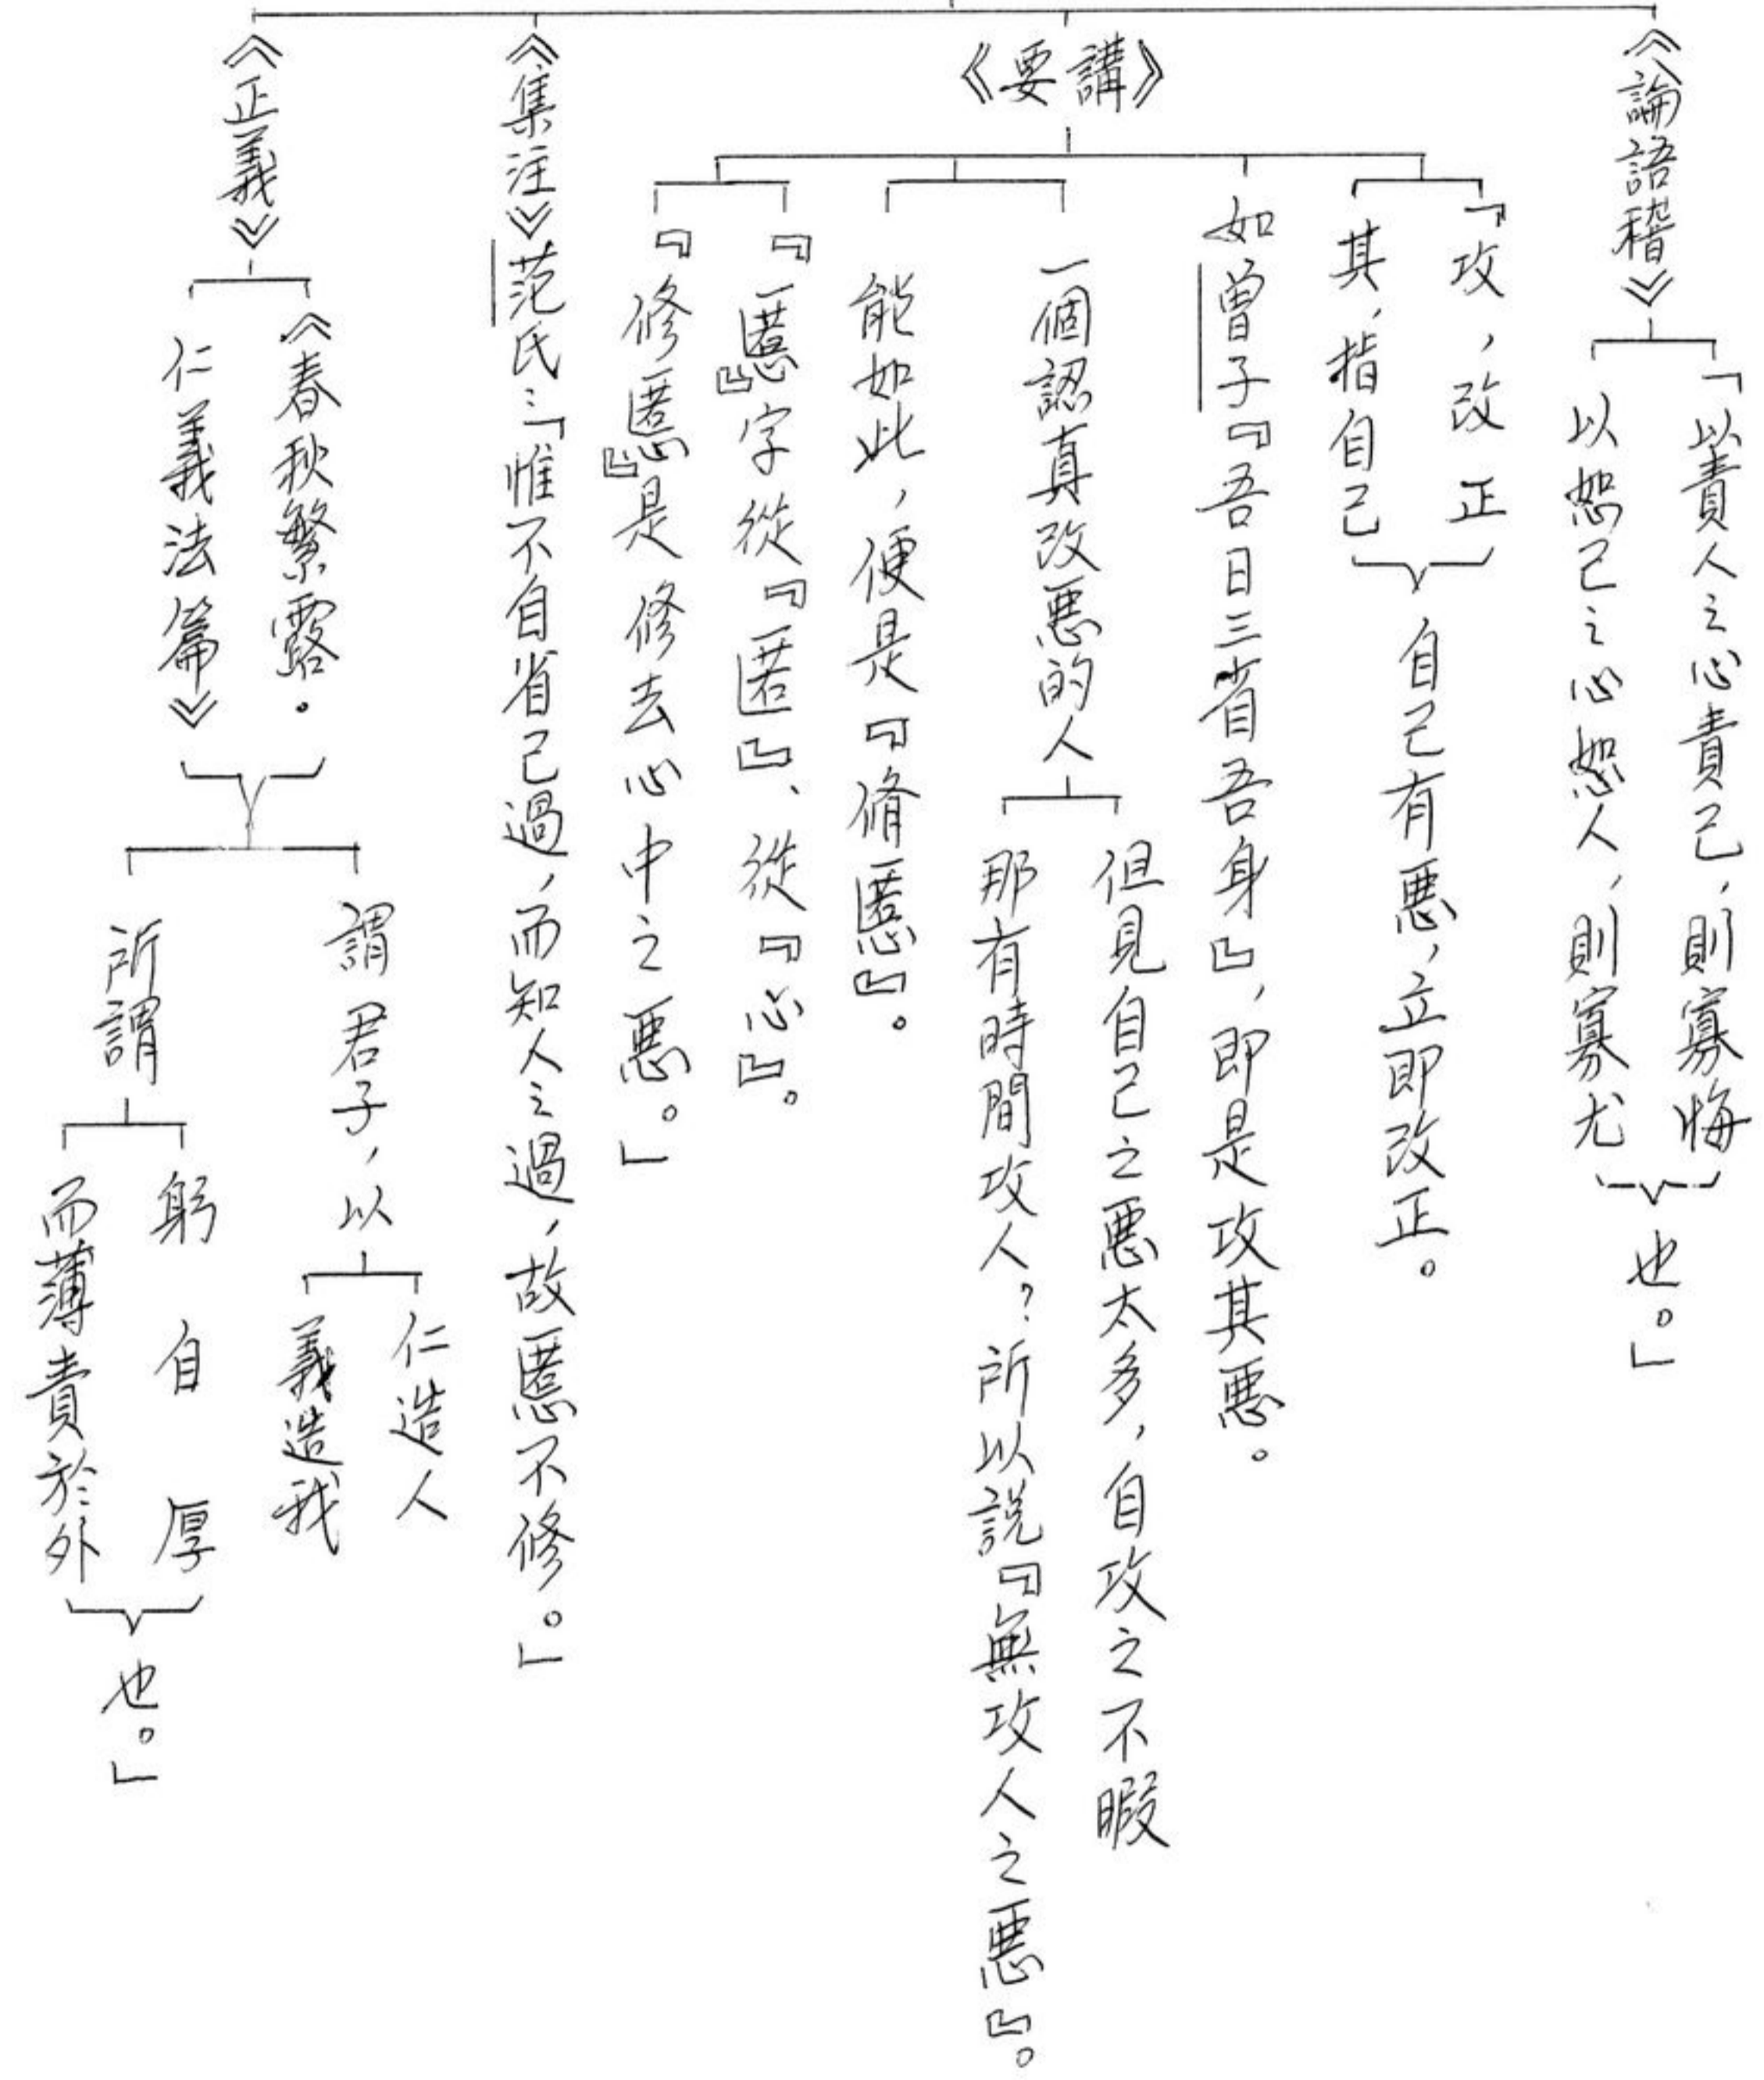 《論語稽》
「以責人之心責己，則寡悔
以恕己之心恕人，則寡尤
也。」
《要講》
「攻，改正
其，指自己
自己有惡，立即改正。
如曾子『吾日三省吾身』，即是攻其惡。
一個認真改惡的人
但見自己之惡太多，自攻之不暇
那有時間攻人？所以說『無攻人之惡』。
能如此，便是『脩慝』。
『慝』字從『匿』、從『心』。
『修慝』是修去心中之惡。」
《集注》范氏：「惟不自省己過，而知人之過，故慝不修。」
《正義》
《春秋繁露．
仁義法篇》
謂君子，以
仁造人
義造我
所謂
躬自厚
而薄責於外
也。」